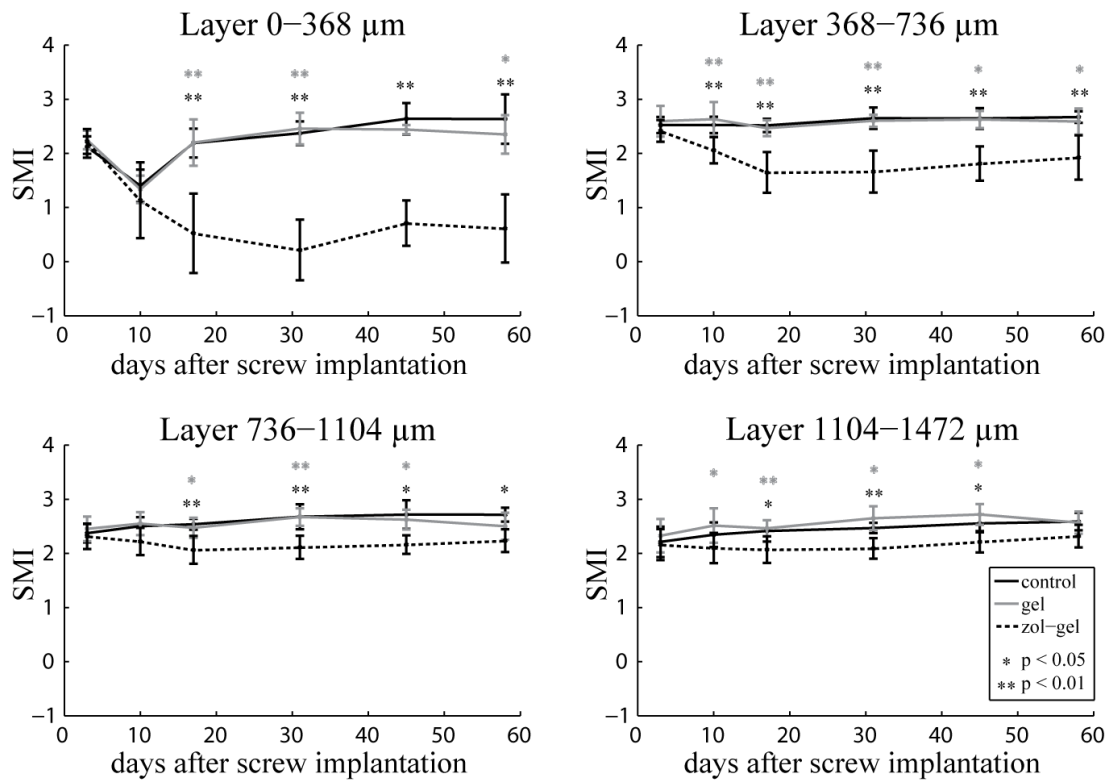 Layer 0−368 µm
4
3
2
1
0
−1
SMI
** ** *
** ** ** **
0 10 20 30 40 50 60
days after screw implantation
Layer 368−736 µm
4
3
2
1
0
−1
SMI
** ** ** * *
** ** ** ** **
0 10 20 30 40 50 60
days after screw implantation
Layer 736−1104 µm
4
3
2
1
0
−1
SMI
* ** *
** ** * *
0 10 20 30 40 50 60
days after screw implantation
Layer 1104−1472 µm
4
3
2
1
0
−1
SMI
* ** * *
* ** *
0 10 20 30 40 50 60
days after screw implantation
control
gel
zol−gel
* p < 0.05
** p < 0.01